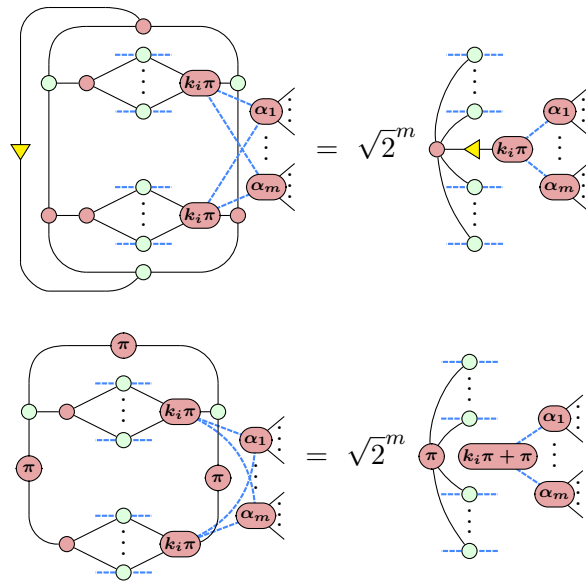 k_iπ
α_1
= √2^m
k_iπ
α_1
α_m
α_m
k_iπ
π
k_iπ
α_1
π
π
= √2^m
π
k_iπ + π
α_1
α_m
α_m
k_iπ